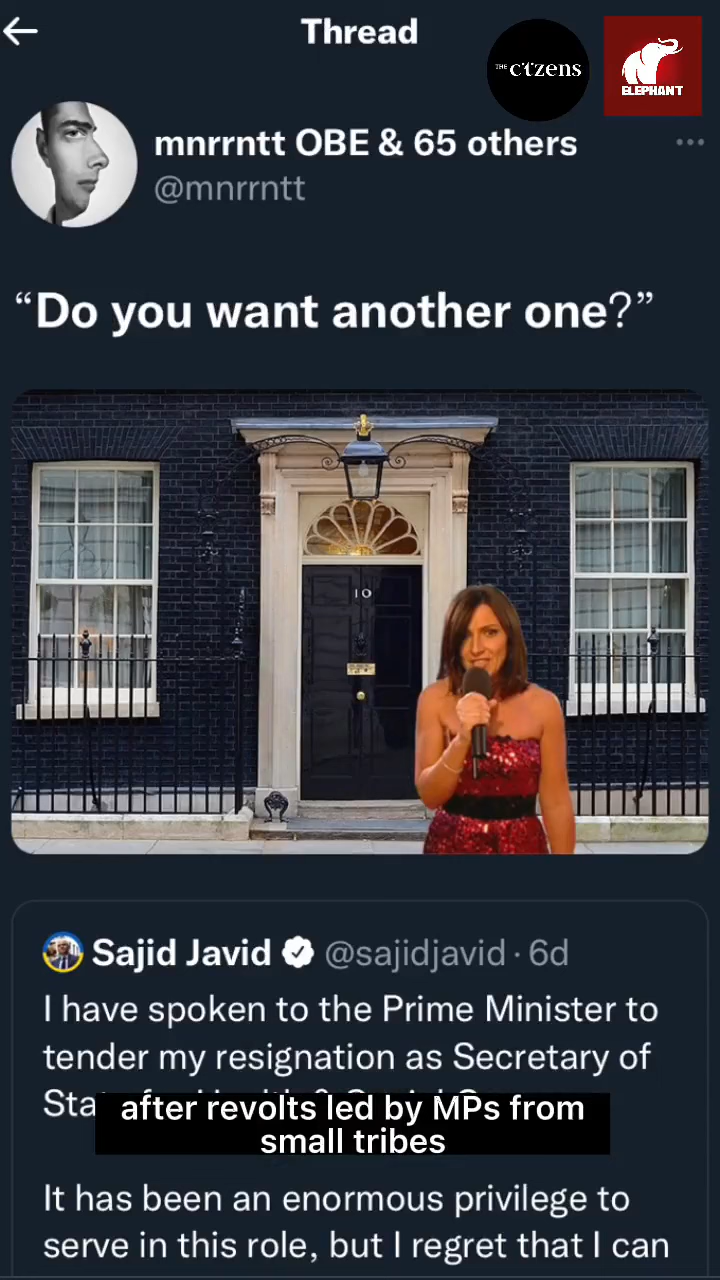 Thread
THE CTZENS
ELEPHANT
mnrrntt OBE & 65 others
@mnrrntt
“Do you want another one?”
10
Sajid Javid @sajidjavid · 6d
I have spoken to the Prime Minister to
tender my resignation as Secretary of
after revolts led by MPs from
small tribes
It has been an enormous privilege to
serve in this role, but I regret that I can